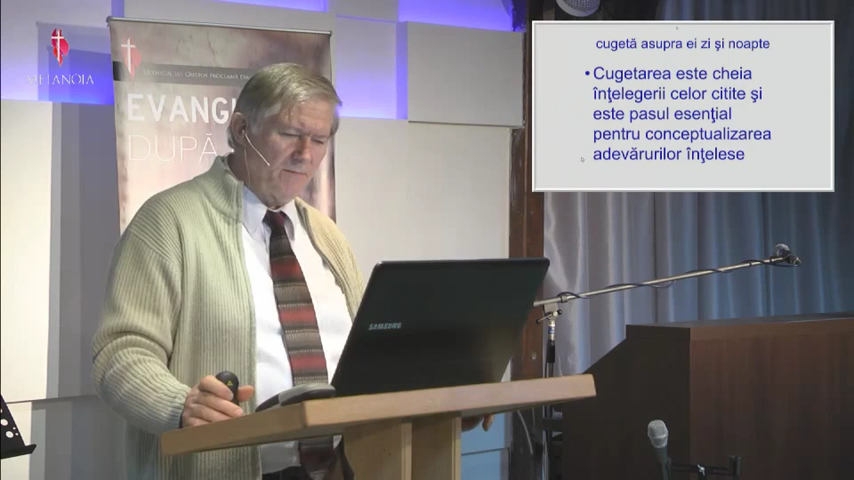 METANOIA
EVANGH
DUPĂ
SAMSUNG
cugetă asupra ei zi şi noapte
•Cugetarea este cheia
înţelegerii celor citite şi
este pasul esenţial
pentru conceptualizarea
adevărurilor înţelese